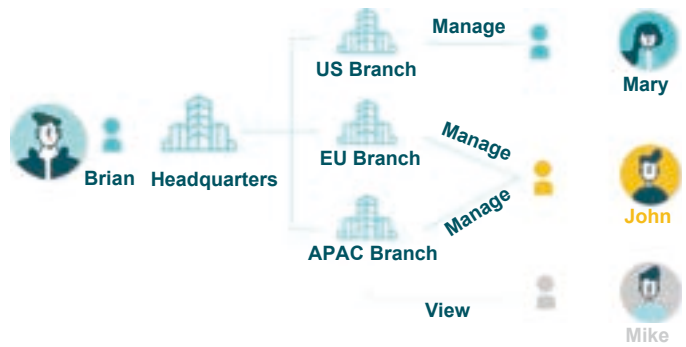 Manage
US Branch
Mary
Manage
EU Branch
Brian
Headquarters
Manage
John
APAC Branch
View
Mike